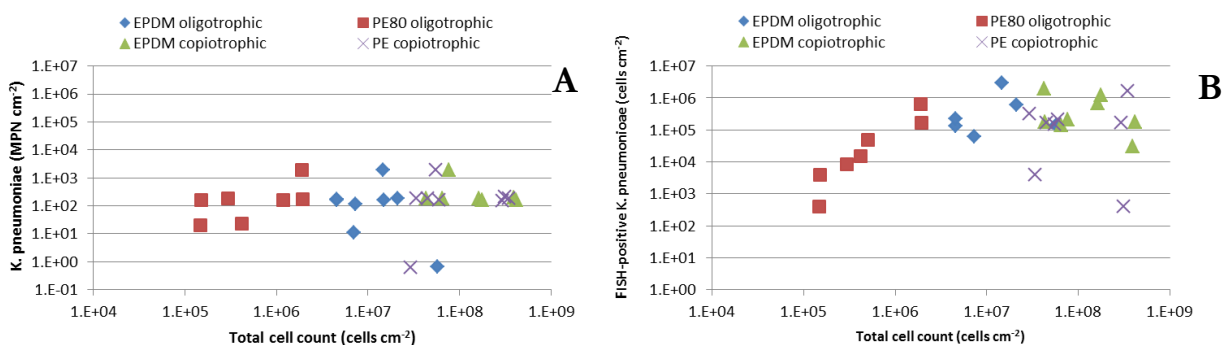 EPDM oligotrophic
PE80 oligotrophic
EPDM copiotrophic
PE copiotrophic
A
K. pneumoniae (MPN cm-2)
1.E+07
1.E+06
1.E+05
1.E+04
1.E+03
1.E+02
1.E+01
1.E+00
1.E-01
1.E+04
1.E+05
1.E+06
1.E+07
1.E+08
1.E+09
Total cell count (cells cm-2)
EPDM oligotrophic
PE80 oligotrophic
EPDM copiotrophic
PE copiotrophic
B
FISH-positive K, pneumonioae (cells cm-2)
1.E+07
1.E+06
1.E+05
1.E+04
1.E+03
1.E+02
1.E+01
1.E+00
1.E+04
1.E+05
1.E+06
1.E+07
1.E+08
1.E+09
Total cell count (cells cm-2)